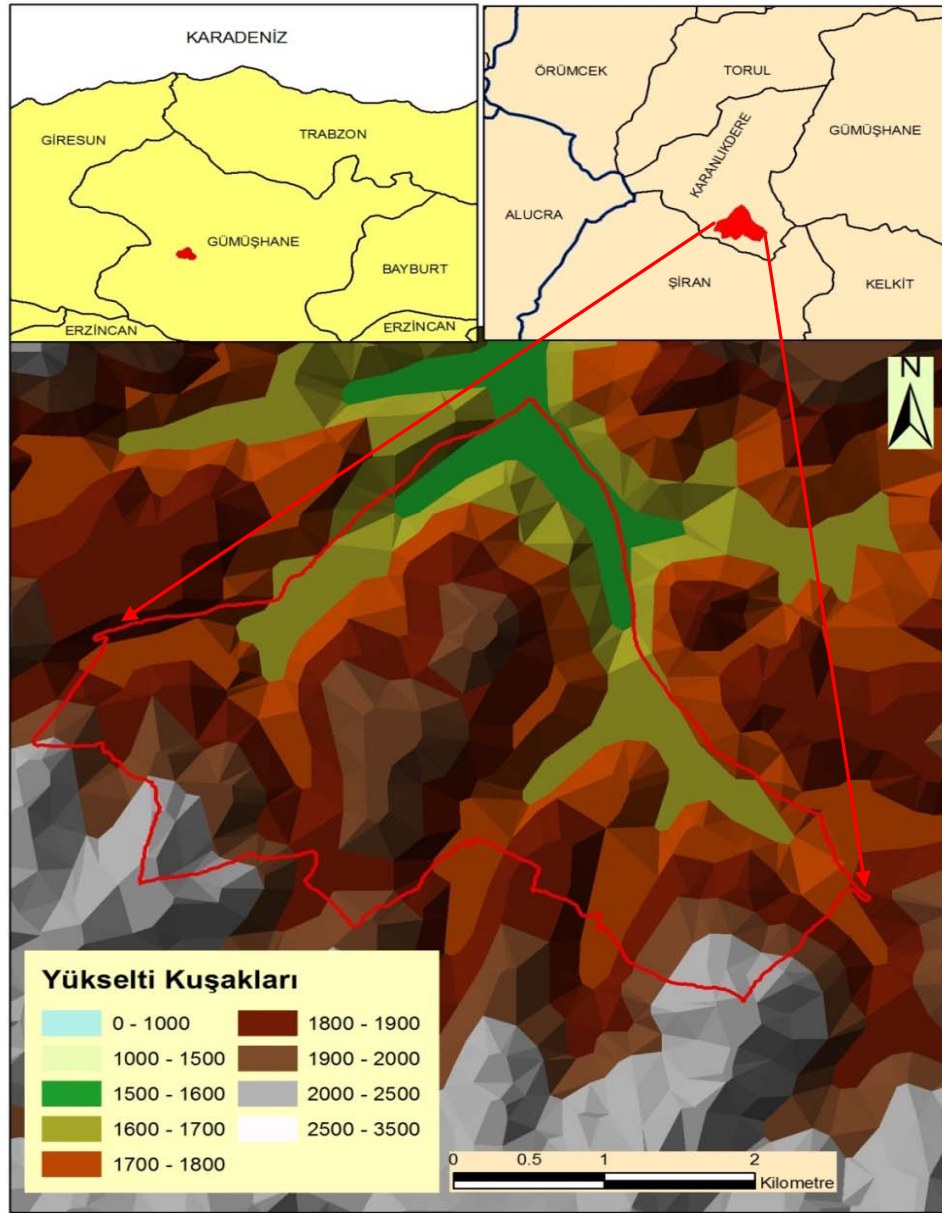 KARADENİZ
GİRESUN
TRABZON
GÜMÜŞHANE
BAYBURT
ERZİNCAN
ERZİNCAN
ÖRÜMCEK
TORUL
GÜMÜŞHANE
KARANLIKDERE
ALUCRA
ŞİRAN
KELKİT
N
Yükselti Kuşakları
0 - 1000
1000 - 1500
1500 - 1600
1600 - 1700
1700 - 1800
1800 - 1900
1900 - 2000
2000 - 2500
2500 - 3500
0 0.5 1 2
Kilometre